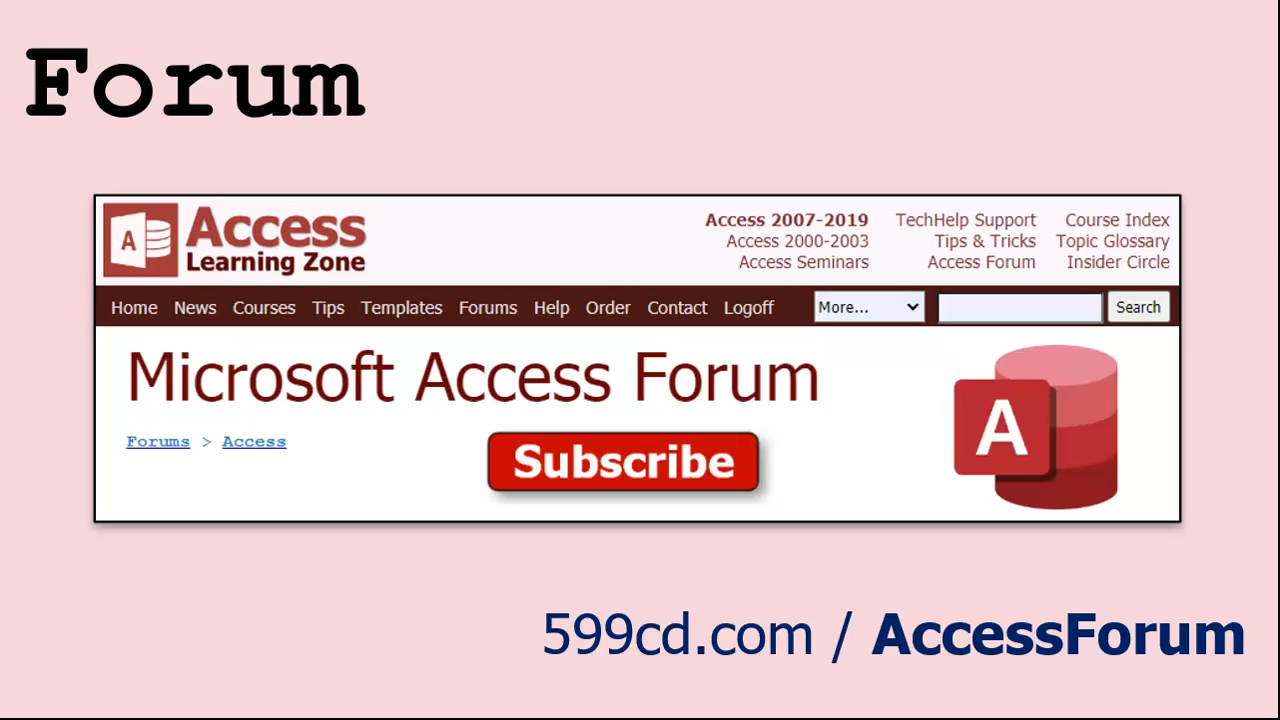 Forum
A Access
Learning Zone
Access 2007-2019 TechHelp Support Course Index
Access 2000-2003 Tips & Tricks Topic Glossary
Access Seminars Access Forum Insider Circle
Home News Courses Tips Templates Forums Help Order Contact Logoff More... Search
Microsoft Access Forum
Forums > Access
Subscribe
A
599cd.com / AccessForum